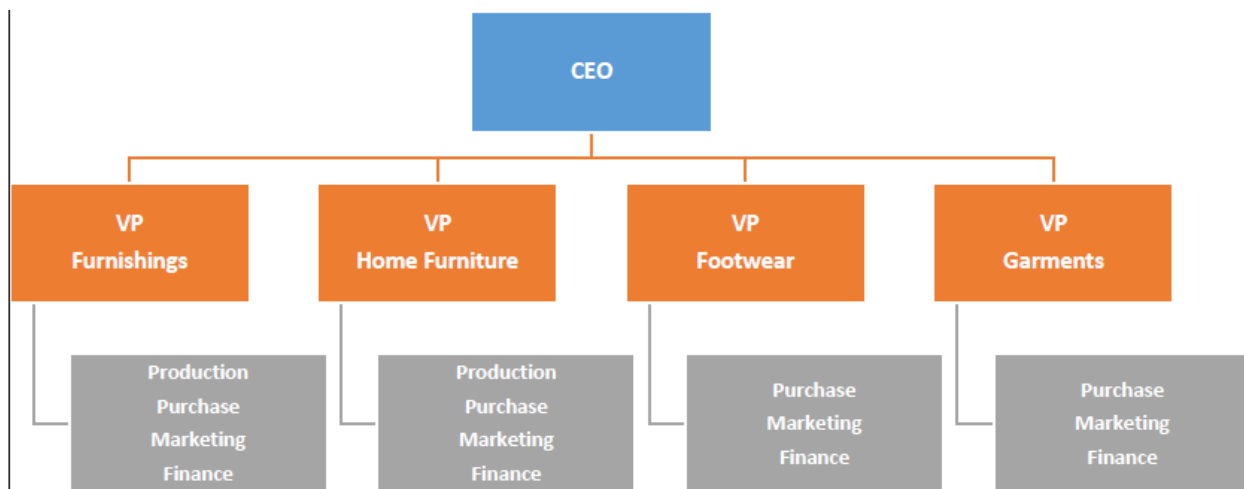 CEO
VP
Furnishings
VP
Home Furniture
VP
Footwear
VP
Garments
Production
Purchase
Marketing
Finance
Production
Purchase
Marketing
Finance
Purchase
Marketing
Finance
Purchase
Marketing
Finance